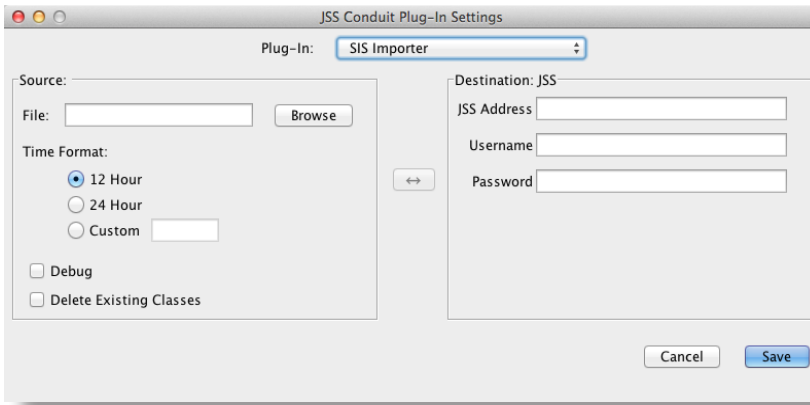 JSS Conduit Plug-In Settings
Plug-In: SIS Importer
Source:
File: Browse
Time Format:
12 Hour
24 Hour
Custom
Debug
Delete Existing Classes
Destination: JSS
JSS Address
Username
Password
Cancel Save